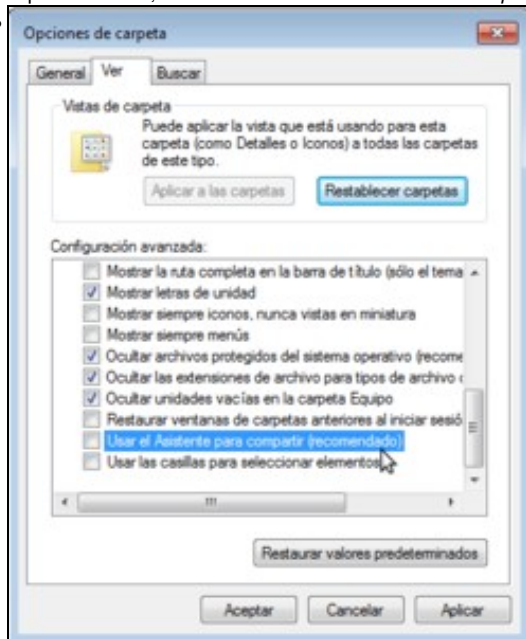 Opciones de carpeta
General Ver Buscar
Vistas de carpeta
Puede aplicar la vista que está usando para esta
carpeta (como Detalles o Iconos) a todas las carpetas
de este tipo.
Aplicar a las carpetas Restablecer carpetas
Configuración avanzada:
Mostrar la ruta completa en la barra de título (sólo el tema
Mostrar letras de unidad
Mostrar siempre iconos, nunca vistas en miniatura
Mostrar siempre menús
Ocultar archivos protegidos del sistema operativo (recome
Ocultar las extensiones de archivo para tipos de archivo c
Ocultar unidades vacías en la carpeta Equipo
Restaurar ventanas de carpetas anteriores al iniciar sesió
Usar el Asistente para compartir (recomendado)
Usar las casillas para seleccionar elementos
Restaurar valores predeterminados
Aceptar Cancelar Aplicar